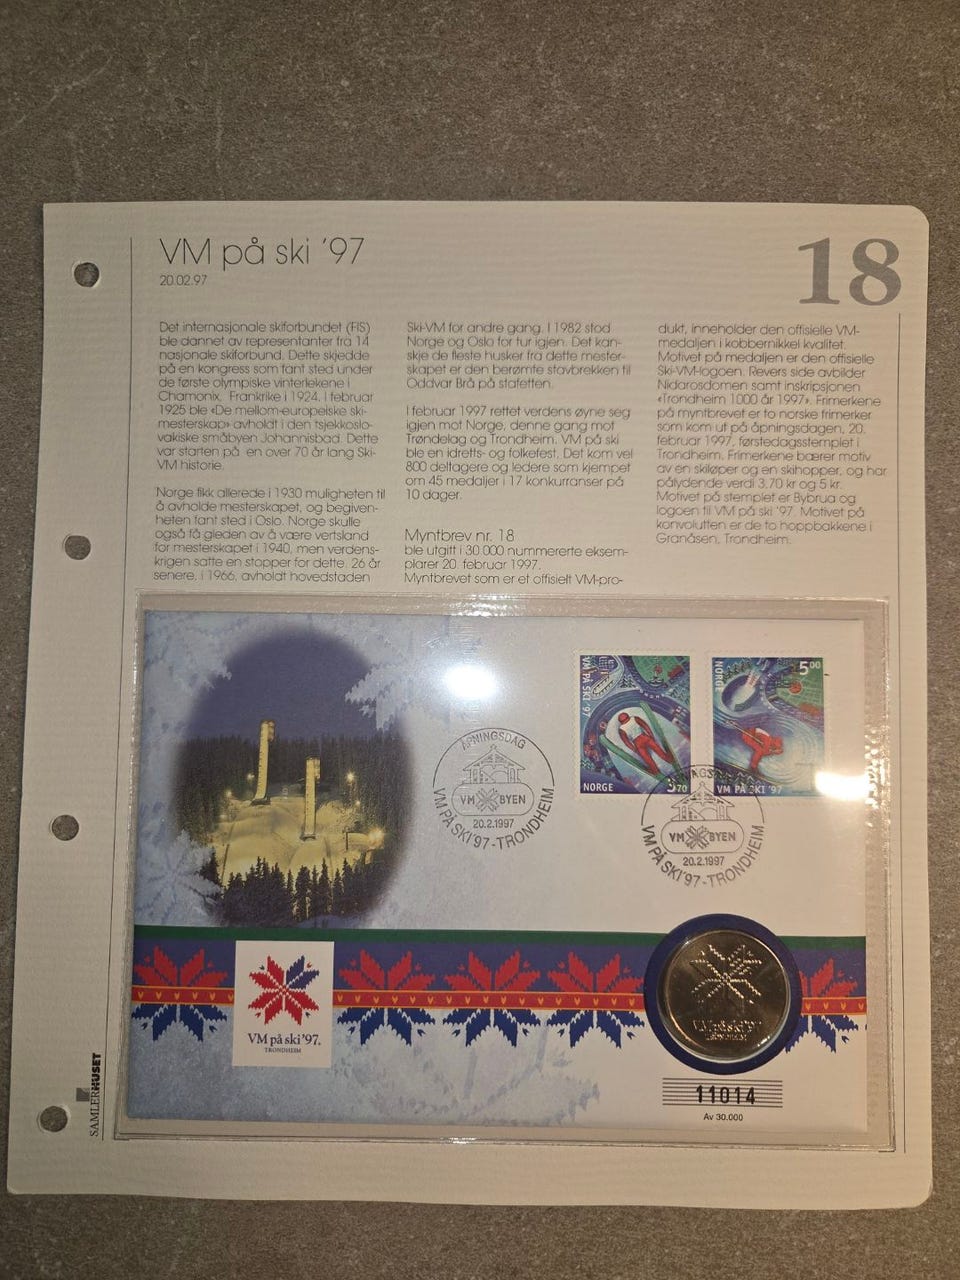 VM på ski '97
20.02.97
18
Det internasjonale skiforbundet (FIS)
ble dannet av representanter fra 14
nasjonale skiforbund. Dette skjedde
på en kongress som fant sted under
de første olympiske vinterlekene i
Chamonix, Frankrike i 1924. I februar
1925 ble «De mellom-europeiske ski-
mesterskap» avholdt i den tsjekkoslo-
vakiske småbyen Johannisbad. Dette
var starten på en over 70 år lang Ski-
VM historie.
Norge fikk allerede i 1930 muligheten til
å avholde mesterskapet, og begiven-
heten fant sted i Oslo. Norge skulle
også få gleden av å være vertsland
for mesterskapet i 1940, men verdens-
krigen satte en stopper for dette. 26 år
senere, i 1966, avholdt hovedstaden
Ski-VM for andre gang. I 1982 stod
Norge og Oslo for tur igjen. Det kan-
skje de fleste husker fra dette mester-
skapet er den berømte stavbrekken til
Oddvar Brå på stafetten.
I februar 1997 rettet verdens øyne seg
igjen mot Norge, denne gang mot
Trøndelag og Trondheim. VM på ski
ble en idretts- og folkefest. Det kom vel
800 deltagere og ledere som kjempet
om 45 medaljer i 17 konkurranser på
10 dager.
Myntbrev nr. 18
ble utgitt i 30 000 nummererte eksem-
plarer 20. februar 1997.
Myntbrevet som er et offisielt VM-pro-
dukt, inneholder den offisielle VM-
medaljen i kobbernikkel kvalitet.
Motivet på medaljen er den offisielle
Ski-VM-logoen. Revers side avbilder
Nidarosdomen samt inskripsjonen
«Trondheim 1000 år 1997». Frimerkene
på myntbrevet er to norske frimerker
som kom ut på åpningsdagen, 20.
februar 1997, førstedagsstemplet i
Trondheim. Frimerkene bærer motiv
av en skiløper og en skihopper, og har
pålydende verdi 3,70 kr og 5 kr.
Motivet på stemplet er Bybrua og
logoen til VM på ski '97. Motivet på
konvolutten er de to hoppbakkene i
Granåsen, Trondheim.
VM PÅ SKI '97
NORGE
3 70
NORGE
5 00
VM PÅ SKI '97
ÅPNINGSDAG
VM BYEN
20.2.1997
VM PÅ SKI '97 - TRONDHEIM
VM BYEN
20.2.1997
VM PÅ SKI '97 - TRONDHEIM
VM på ski '97.
TRONDHEIM
VM på ski '97
11014
Av 30.000
SAMLERHUSET